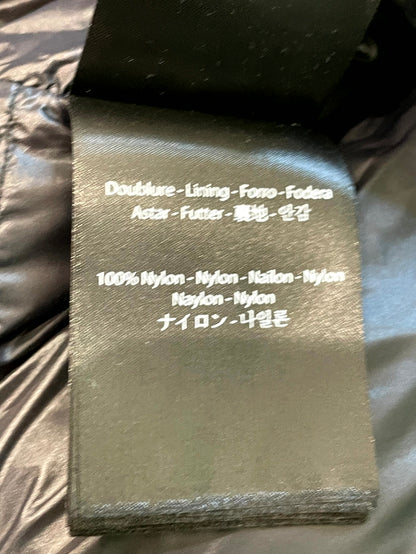 Doublure - Lining - Forro - Fodera
Astar - Futter - 裏地 - 안감
100% Nylon - Nylon - Nailon - Nylon
Naylon - Nylon
ナイロン - 나일론